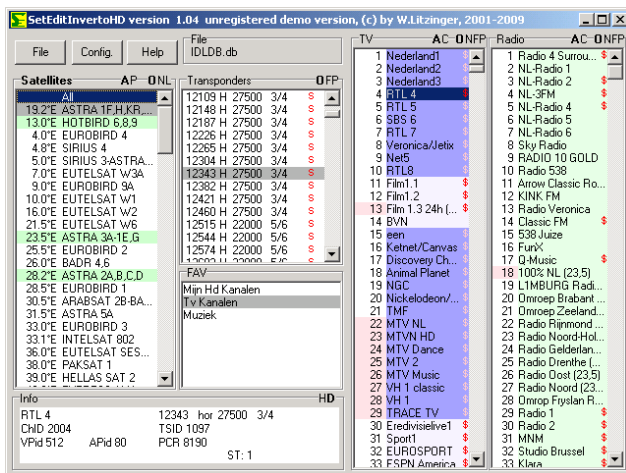 SetEditInvertoHD version 1.04 unregistered demo version, (c) by W.Litzinger, 2001-2009
File Config. Help
File
IDLDB.db
Satellites AP ONL
All
19.2°E ASTRA 1F,H,KR,...
13.0°E HOTBIRD 6,8,9
4.0°E EUROBIRD 4
4.8°E SIRIUS 4
5.0°E SIRIUS 3-ASTRA...
7.0°E EUTELSAT W3A
9.0°E EUROBIRD 9A
10.0°E EUTELSAT W1
16.0°E EUTELSAT W2
21.5°E EUTELSAT W6
23.5°E ASTRA 3A-1E,G
25.5°E EUROBIRD 2
26.0°E BADR 4,6
28.2°E ASTRA 2A,B,C,D
28.5°E EUROBIRD 1
30.5°E ARABSAT 2B-BA...
31.5°E ASTRA 5A
33.0°E EUROBIRD 3
33.1°E INTELSAT 802
36.0°E EUTELSAT SES...
38.0°E PAKSAT 1
39.0°E HELLAS SAT 2
Transponders OFP
12109 H 27500 3/4 S
12148 H 27500 3/4 S
12187 H 27500 3/4 S
12226 H 27500 3/4 S
12265 H 27500 3/4 S
12304 H 27500 3/4 S
12343 H 27500 3/4 S
12382 H 27500 3/4 S
12421 H 27500 3/4 S
12460 H 27500 3/4 S
12515 H 22000 5/6 S
12544 H 22000 5/6 S
12574 H 22000 5/6 S
FAV
Mijn Hd Kanalen
Tv Kanalen
Muziek
TV AC ONFP
1 Nederland1 $
2 Nederland2 $
3 Nederland3 $
4 RTL 4 $
5 RTL 5 $
6 SBS 6 $
7 RTL 7 $
8 Veronica/Jetix $
9 Net5 $
10 RTL8 $
11 Film1.1 $
12 Film1.2 $
13 Film 1.3 24h (... $
14 BVN
15 een $
16 Ketnet/Canvas $
17 Discovery Ch... $
18 Animal Planet $
19 NGC $
20 Nickelodeon/... $
21 TMF $
22 MTV NL $
23 MTVN HD $
24 MTV Dance $
25 MTV 2 $
26 MTV Music $
27 VH 1 classic $
28 VH 1 $
29 TRACE TV $
30 Eredivisielive1 $
31 Sport1 $
32 EUROSPORT $
33 ESPN America $
Radio AC ONFP
1 Radio 4 Surrou... $
2 NL-Radio 1
3 NL-Radio 2 $
4 NL-3FM
5 NL-Radio 4 $
6 NL-Radio 5
7 NL-Radio 6
8 Sky Radio
9 RADIO 10 GOLD
10 Radio 538
11 Arrow Classic Ro...
12 KINK FM
13 Radio Veronica
14 Classic FM $
15 538 Juize
16 FunX
17 Q-Music $
18 100% NL (23,5)
19 L1MBURG Radi...
20 Omroep Brabant ...
21 Omroep Zeeland...
22 Radio Rijnmond ...
23 Radio Noord-Hol...
24 Radio Gelderlan...
25 Radio Drenthe (...
26 Radio Oost (23,5)
27 Radio Noord (23...
28 Omrop Fryslan R...
29 Radio 1 $
30 Radio 2 $
31 MNM $
32 Studio Brussel $
33 Klara $
Info HD
RTL 4 12343 hor 27500 3/4
ChID 2004 TSID 1097
VPid 512 APid 80 PCR 8190
ST: 1